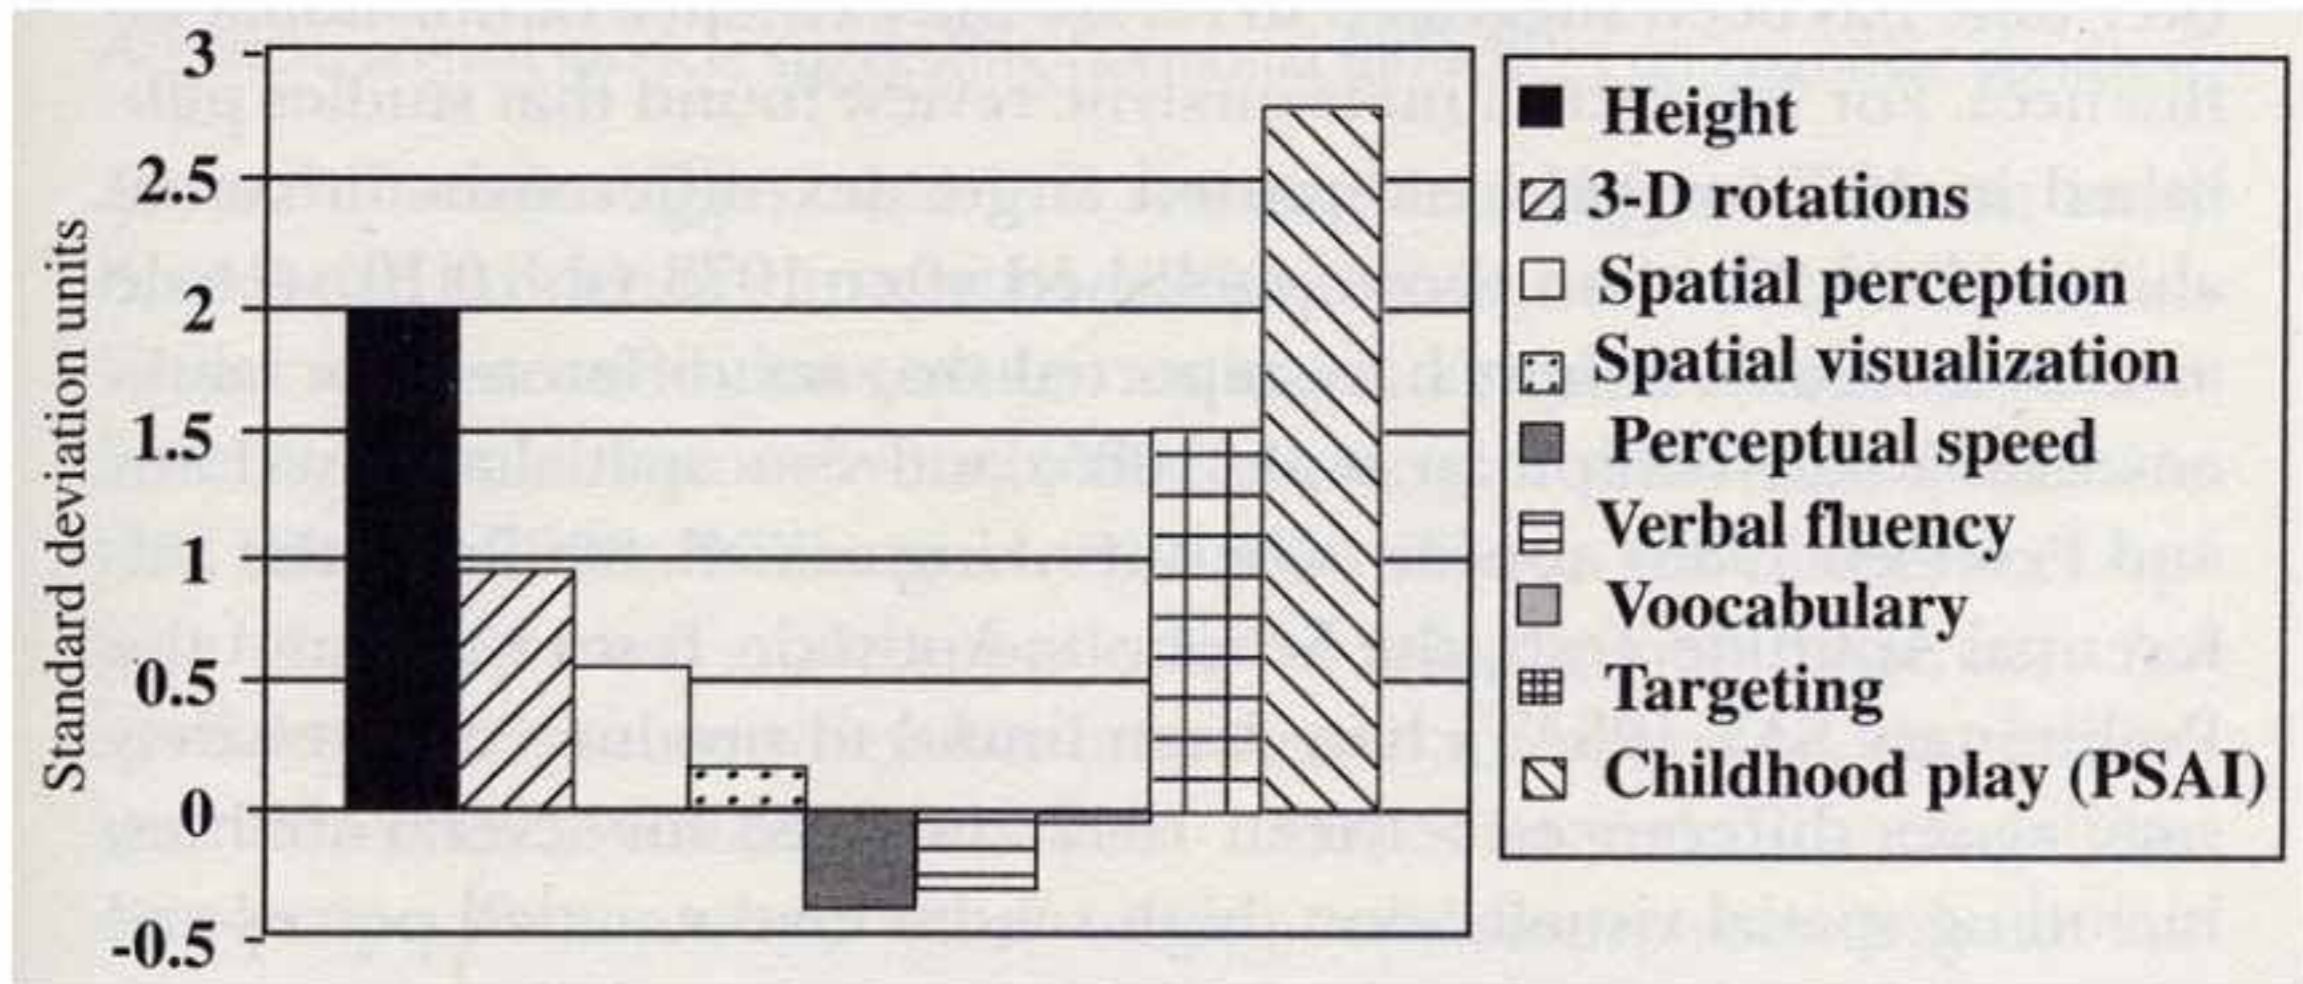 3
2.5
2
1.5
1
0.5
0
-0.5
Standard deviation units
Height
3-D rotations
Spatial perception
Spatial visualization
Perceptual speed
Verbal fluency
Voocabulary
Targeting
Childhood play (PSAI)